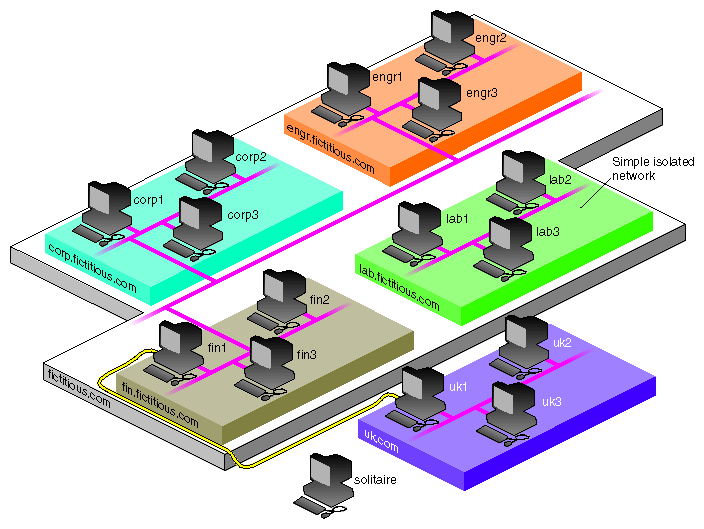 engr2
engr1
engr3
engr.fictitious.com
corp2
corp1
corp3
corp.fictitious.com
Simple isolated
network
lab2
lab1
lab3
lab.fictitious.com
fin2
fin1
fin3
fin.fictitious.com
fictitious.com
uk2
uk1
uk3
uk.com
solitaire